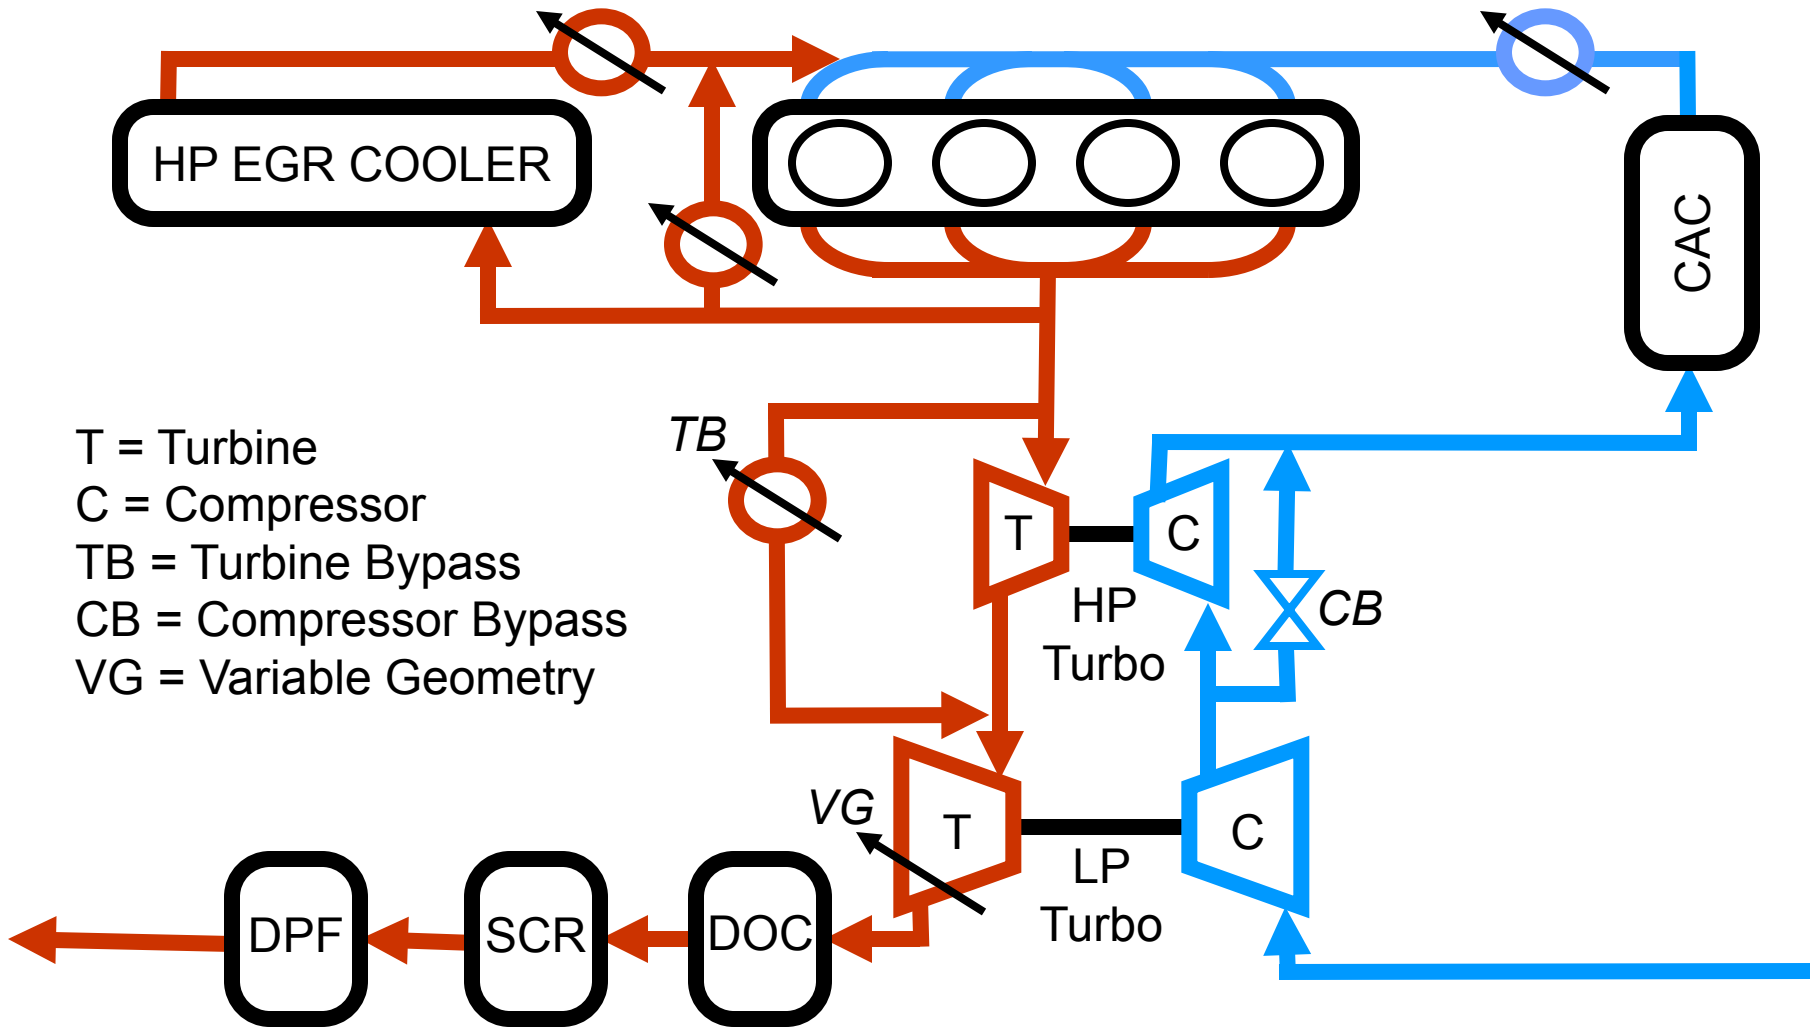 HP EGR COOLER
CAC
TB
T = Turbine
C = Compressor
TB = Turbine Bypass
CB = Compressor Bypass
VG = Variable Geometry
T
C
HP
Turbo
CB
VG
T
C
LP
Turbo
DPF
SCR
DOC